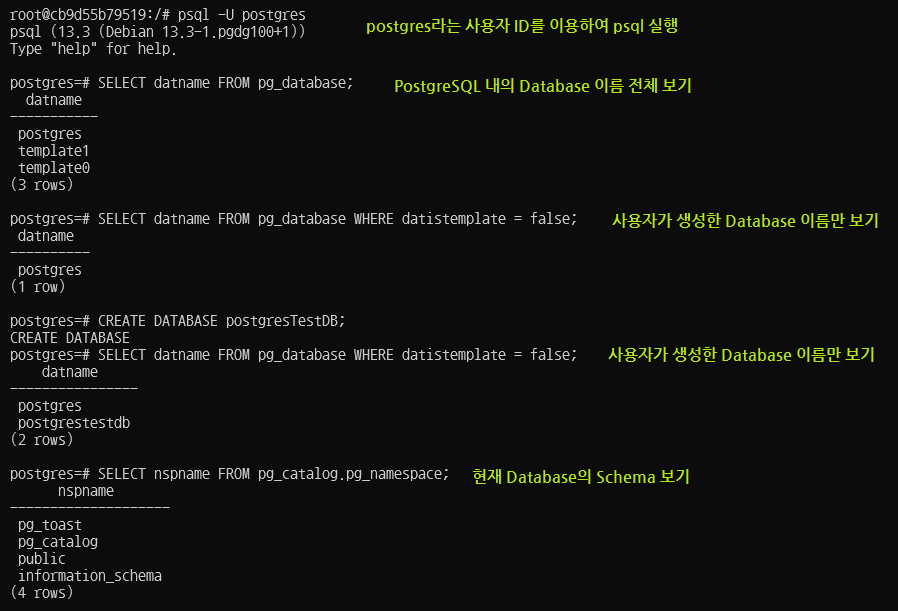 root@cb9d55b79519:/# psql -U postgres
psql (13.3 (Debian 13.3-1.pgdg100+1))
postgres라는 사용자 ID를 이용하여 psql 실행
Type "help" for help.
postgres=# SELECT datname FROM pg_database;
PostgreSQL 내의 Database 이름 전체 보기
datname
-----------
postgres
template1
template0
(3 rows)
postgres=# SELECT datname FROM pg_database WHERE datistemplate = false;
사용자가 생성한 Database 이름만 보기
datname
----------
postgres
(1 row)
postgres=# CREATE DATABASE postgresTestDB;
CREATE DATABASE
postgres=# SELECT datname FROM pg_database WHERE datistemplate = false;
사용자가 생성한 Database 이름만 보기
datname
----------------
postgres
postgrestestdb
(2 rows)
postgres=# SELECT nspname FROM pg_catalog.pg_namespace;
현재 Database의 Schema 보기
nspname
--------------------
pg_toast
pg_catalog
public
information_schema
(4 rows)